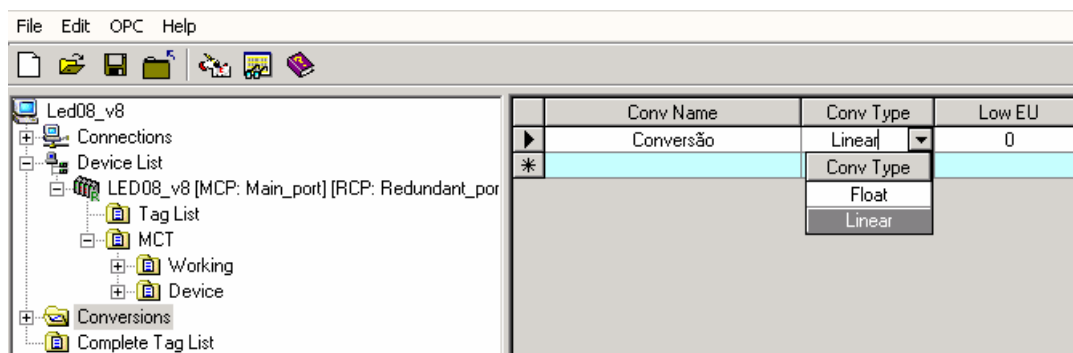 File Edit OPC Help
Led08_v8
Connections
Device List
LED08_v8 [MCP: Main_port] [RCP: Redundant_por
Tag List
MCT
Working
Device
Conversions
Complete Tag List
Conv Name Conv Type Low EU
Conversão Linear 0
Conv Type
Float
Linear